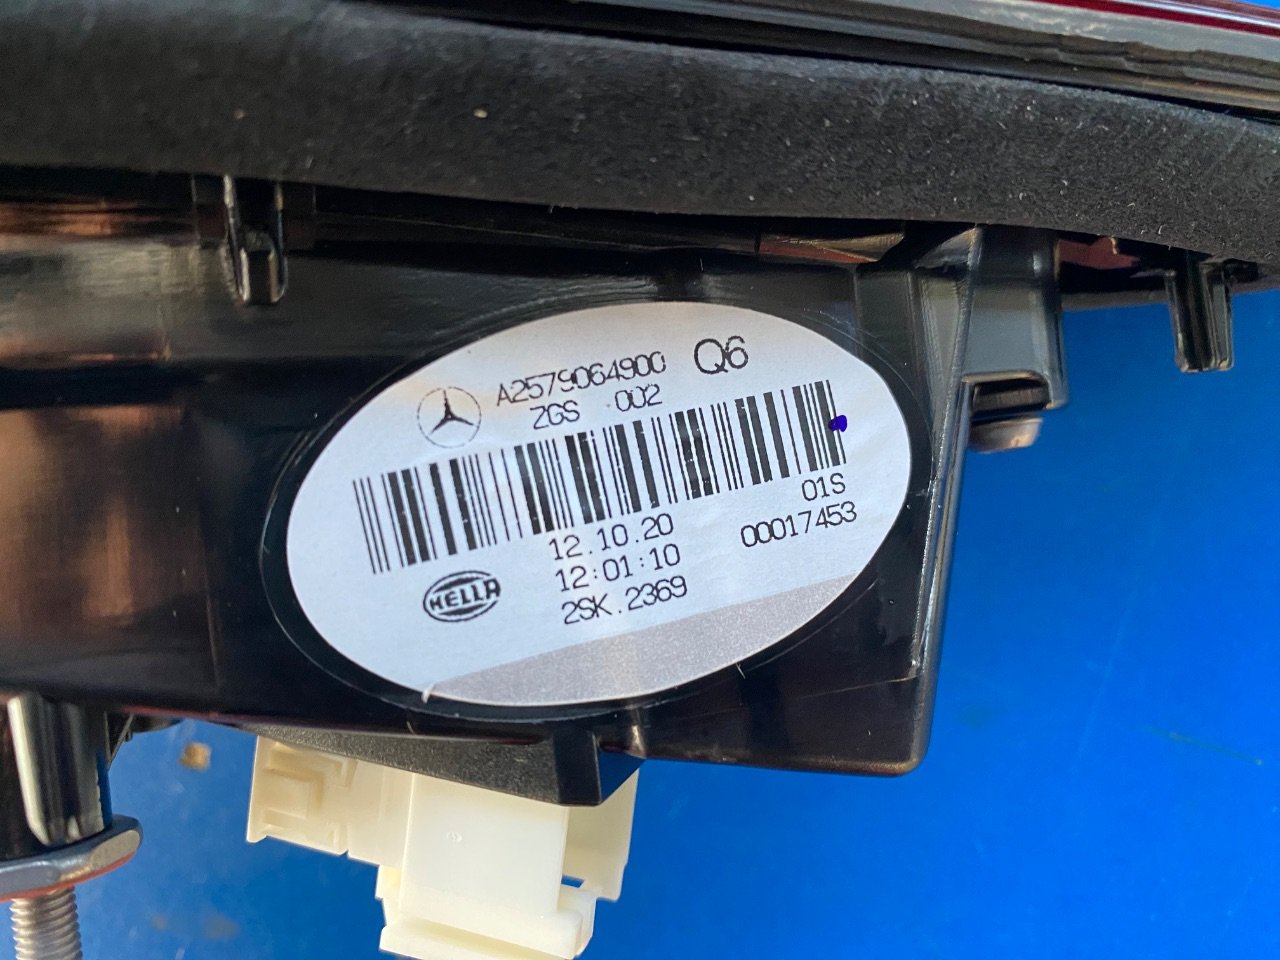 A2579064900 Q6
ZGS 002
01S
12.10.20 00017453
12:01:10
HELLA
2SK.2369